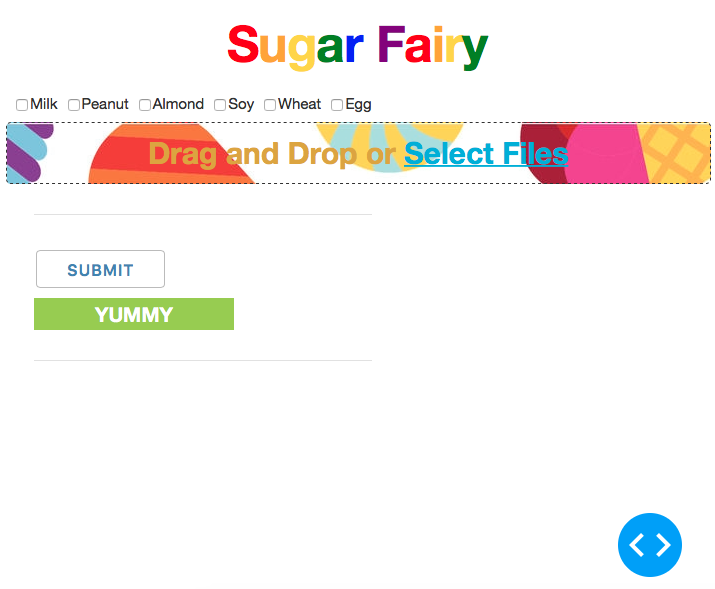 Sugar Fairy
Milk Peanut Almond Soy Wheat Egg
Drag and Drop or Select Files
SUBMIT
YUMMY